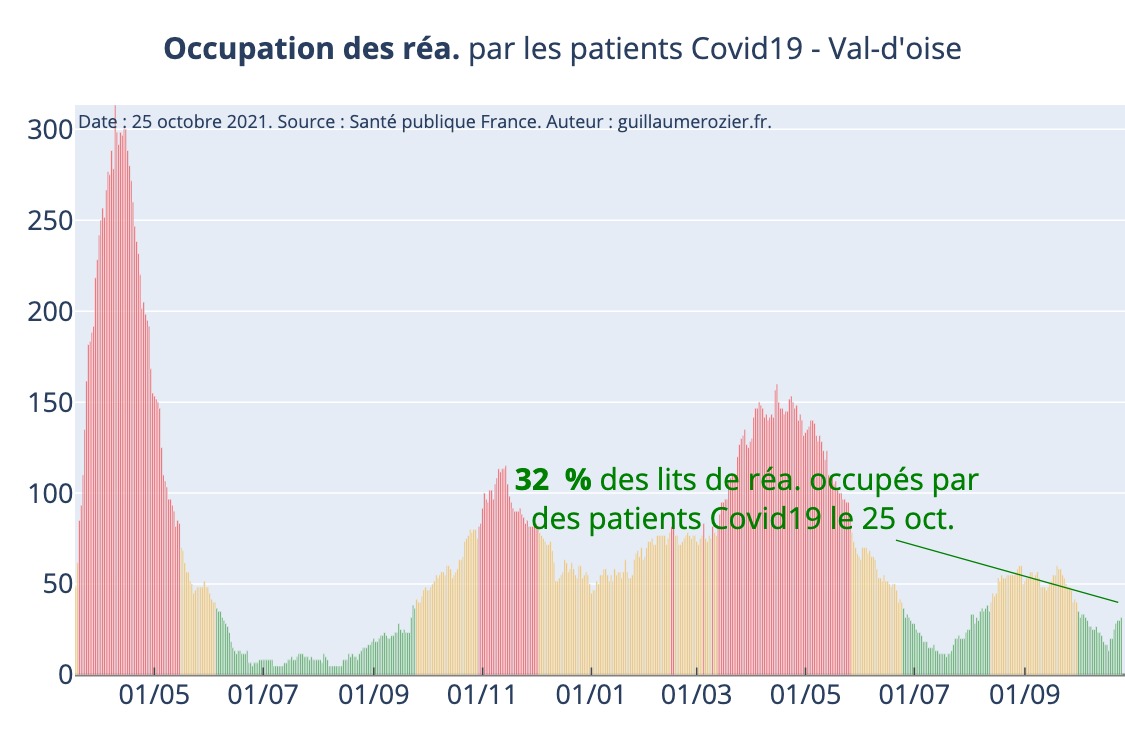 Occupation des réa. par les patients Covid19 - Val-d'oise
Date : 25 octobre 2021. Source : Santé publique France. Auteur : guillaumerozier.fr.
300
250
200
150
100
50
0
32 % des lits de réa. occupés par
des patients Covid19 le 25 oct.
01/05 01/07 01/09 01/11 01/01 01/03 01/05 01/07 01/09